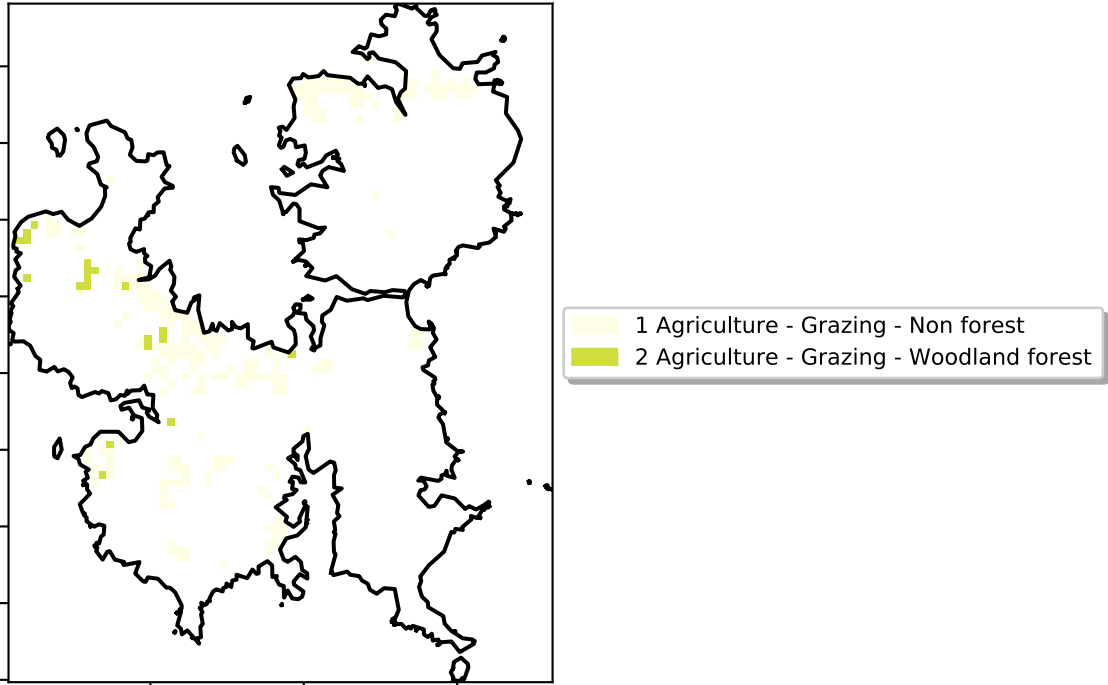 1 Agriculture - Grazing - Non forest
2 Agriculture - Grazing - Woodland forest